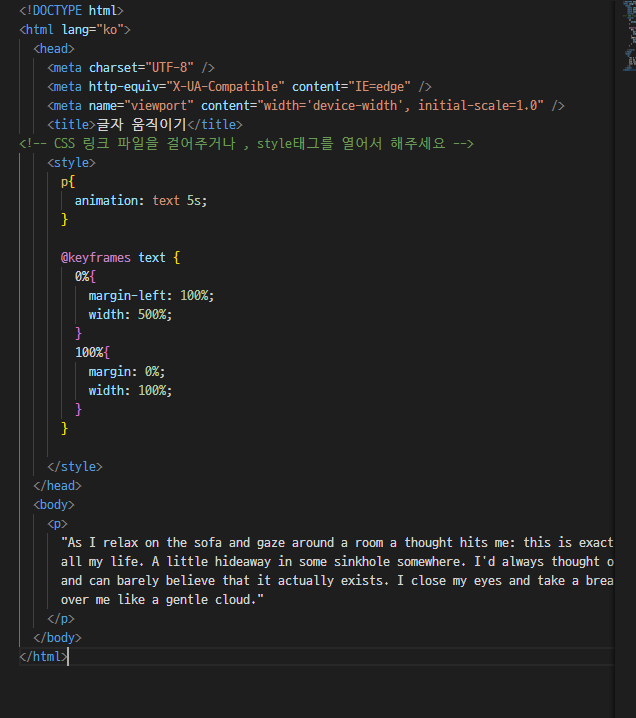 <!DOCTYPE html>
<html lang="ko">
<head>
<meta charset="UTF-8" />
<meta http-equiv="X-UA-Compatible" content="IE=edge" />
<meta name="viewport" content="width='device-width', initial-scale=1.0" />
<title>글자 움직이기</title>
<!-- CSS 링크 파일을 걸어주거나 , style태그를 열어서 해주세요 -->
<style>
p{
animation: text 5s;
}
@keyframes text {
0%{
margin-left: 100%;
width: 500%;
}
100%{
margin: 0%;
width: 100%;
}
}
</style>
</head>
<body>
<p>
"As I relax on the sofa and gaze around a room a thought hits me: this is exact
all my life. A little hideaway in some sinkhole somewhere. I'd always thought o
and can barely believe that it actually exists. I close my eyes and take a brea
over me like a gentle cloud."
</p>
</body>
</html>